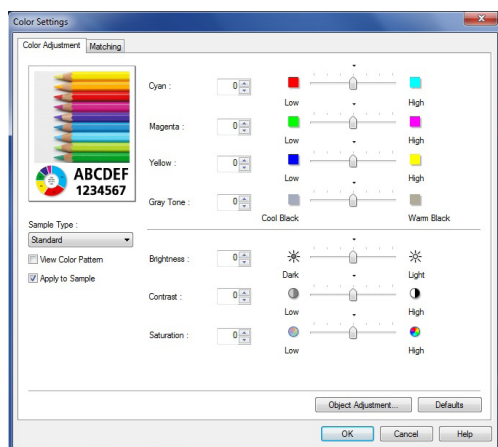 Color Settings
Color Adjustment Matching
ABCDEF
1234567
Sample Type :
Standard
View Color Pattern
Apply to Sample
Cyan : 0
Low High
Magenta : 0
Low High
Yellow : 0
Low High
Gray Tone : 0
Cool Black Warm Black
Brightness : 0
Dark Light
Contrast : 0
Low High
Saturation : 0
Low High
Object Adjustment... Defaults
OK Cancel Help